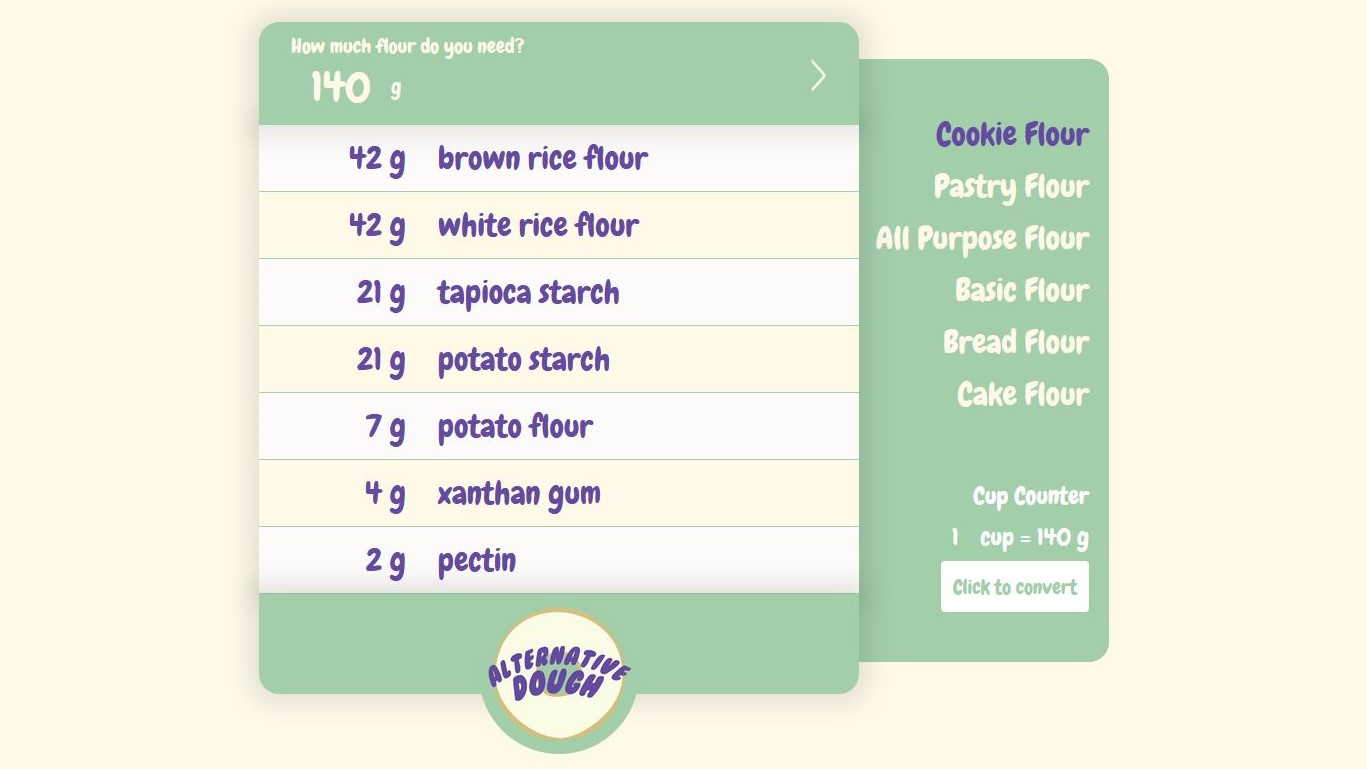 How much flour do you need?
140 g
42 g brown rice flour
42 g white rice flour
21 g tapioca starch
21 g potato starch
7 g potato flour
4 g xanthan gum
2 g pectin
ALTERNATIVE
DOUGH
Cookie Flour
Pastry Flour
All Purpose Flour
Basic Flour
Bread Flour
Cake Flour
Cup Counter
1 cup = 140 g
Click to convert